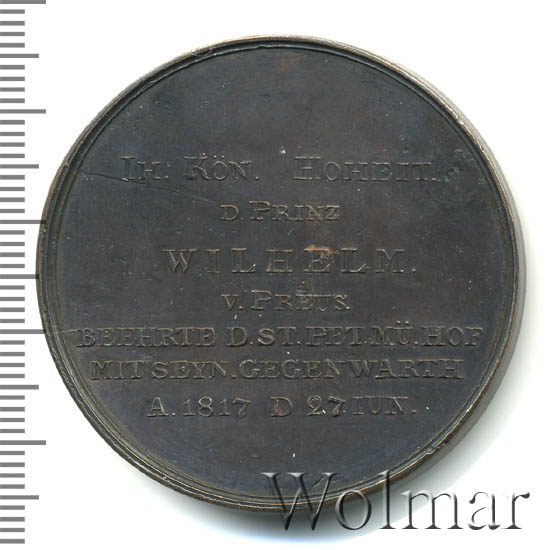 IH. KÖN. HOHEIT.
D. PRINZ
WILHELM.
V. PREUS.
BEEHRTE D. ST. PET. MÜ. HOF
MIT SEYN. GEGENWARTH
A. 1817 D 27 IUN.
Wolmar